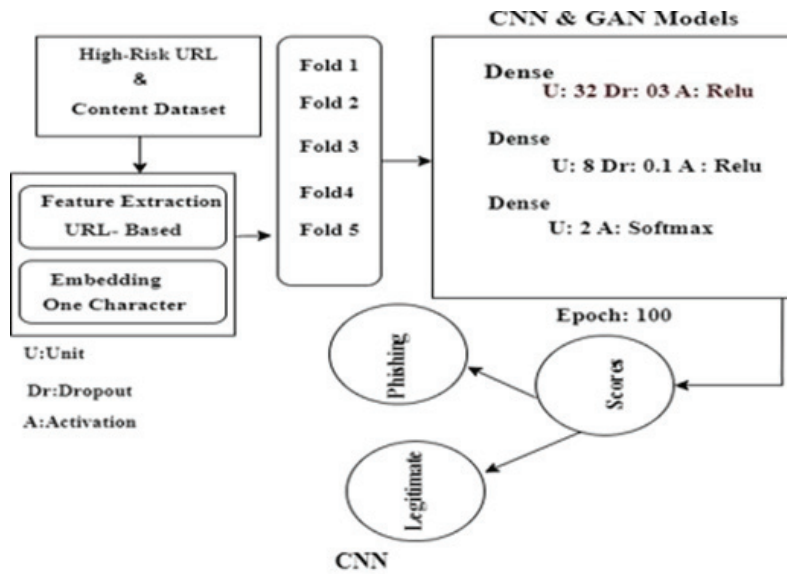 CNN & GAN Models
High-Risk URL
&
Content Dataset
Feature Extraction
URL- Based
Embedding
One Character
U:Unit
Dr:Dropout
A:Activation
Fold 1
Fold 2
Fold 3
Fold4
Fold 5
Dense
U: 32 Dr: 03 A: Relu
Dense
U: 8 Dr: 0.1 A : Relu
Dense
U: 2 A: Softmax
Epoch: 100
Phishing
Scores
Legitimate
CNN